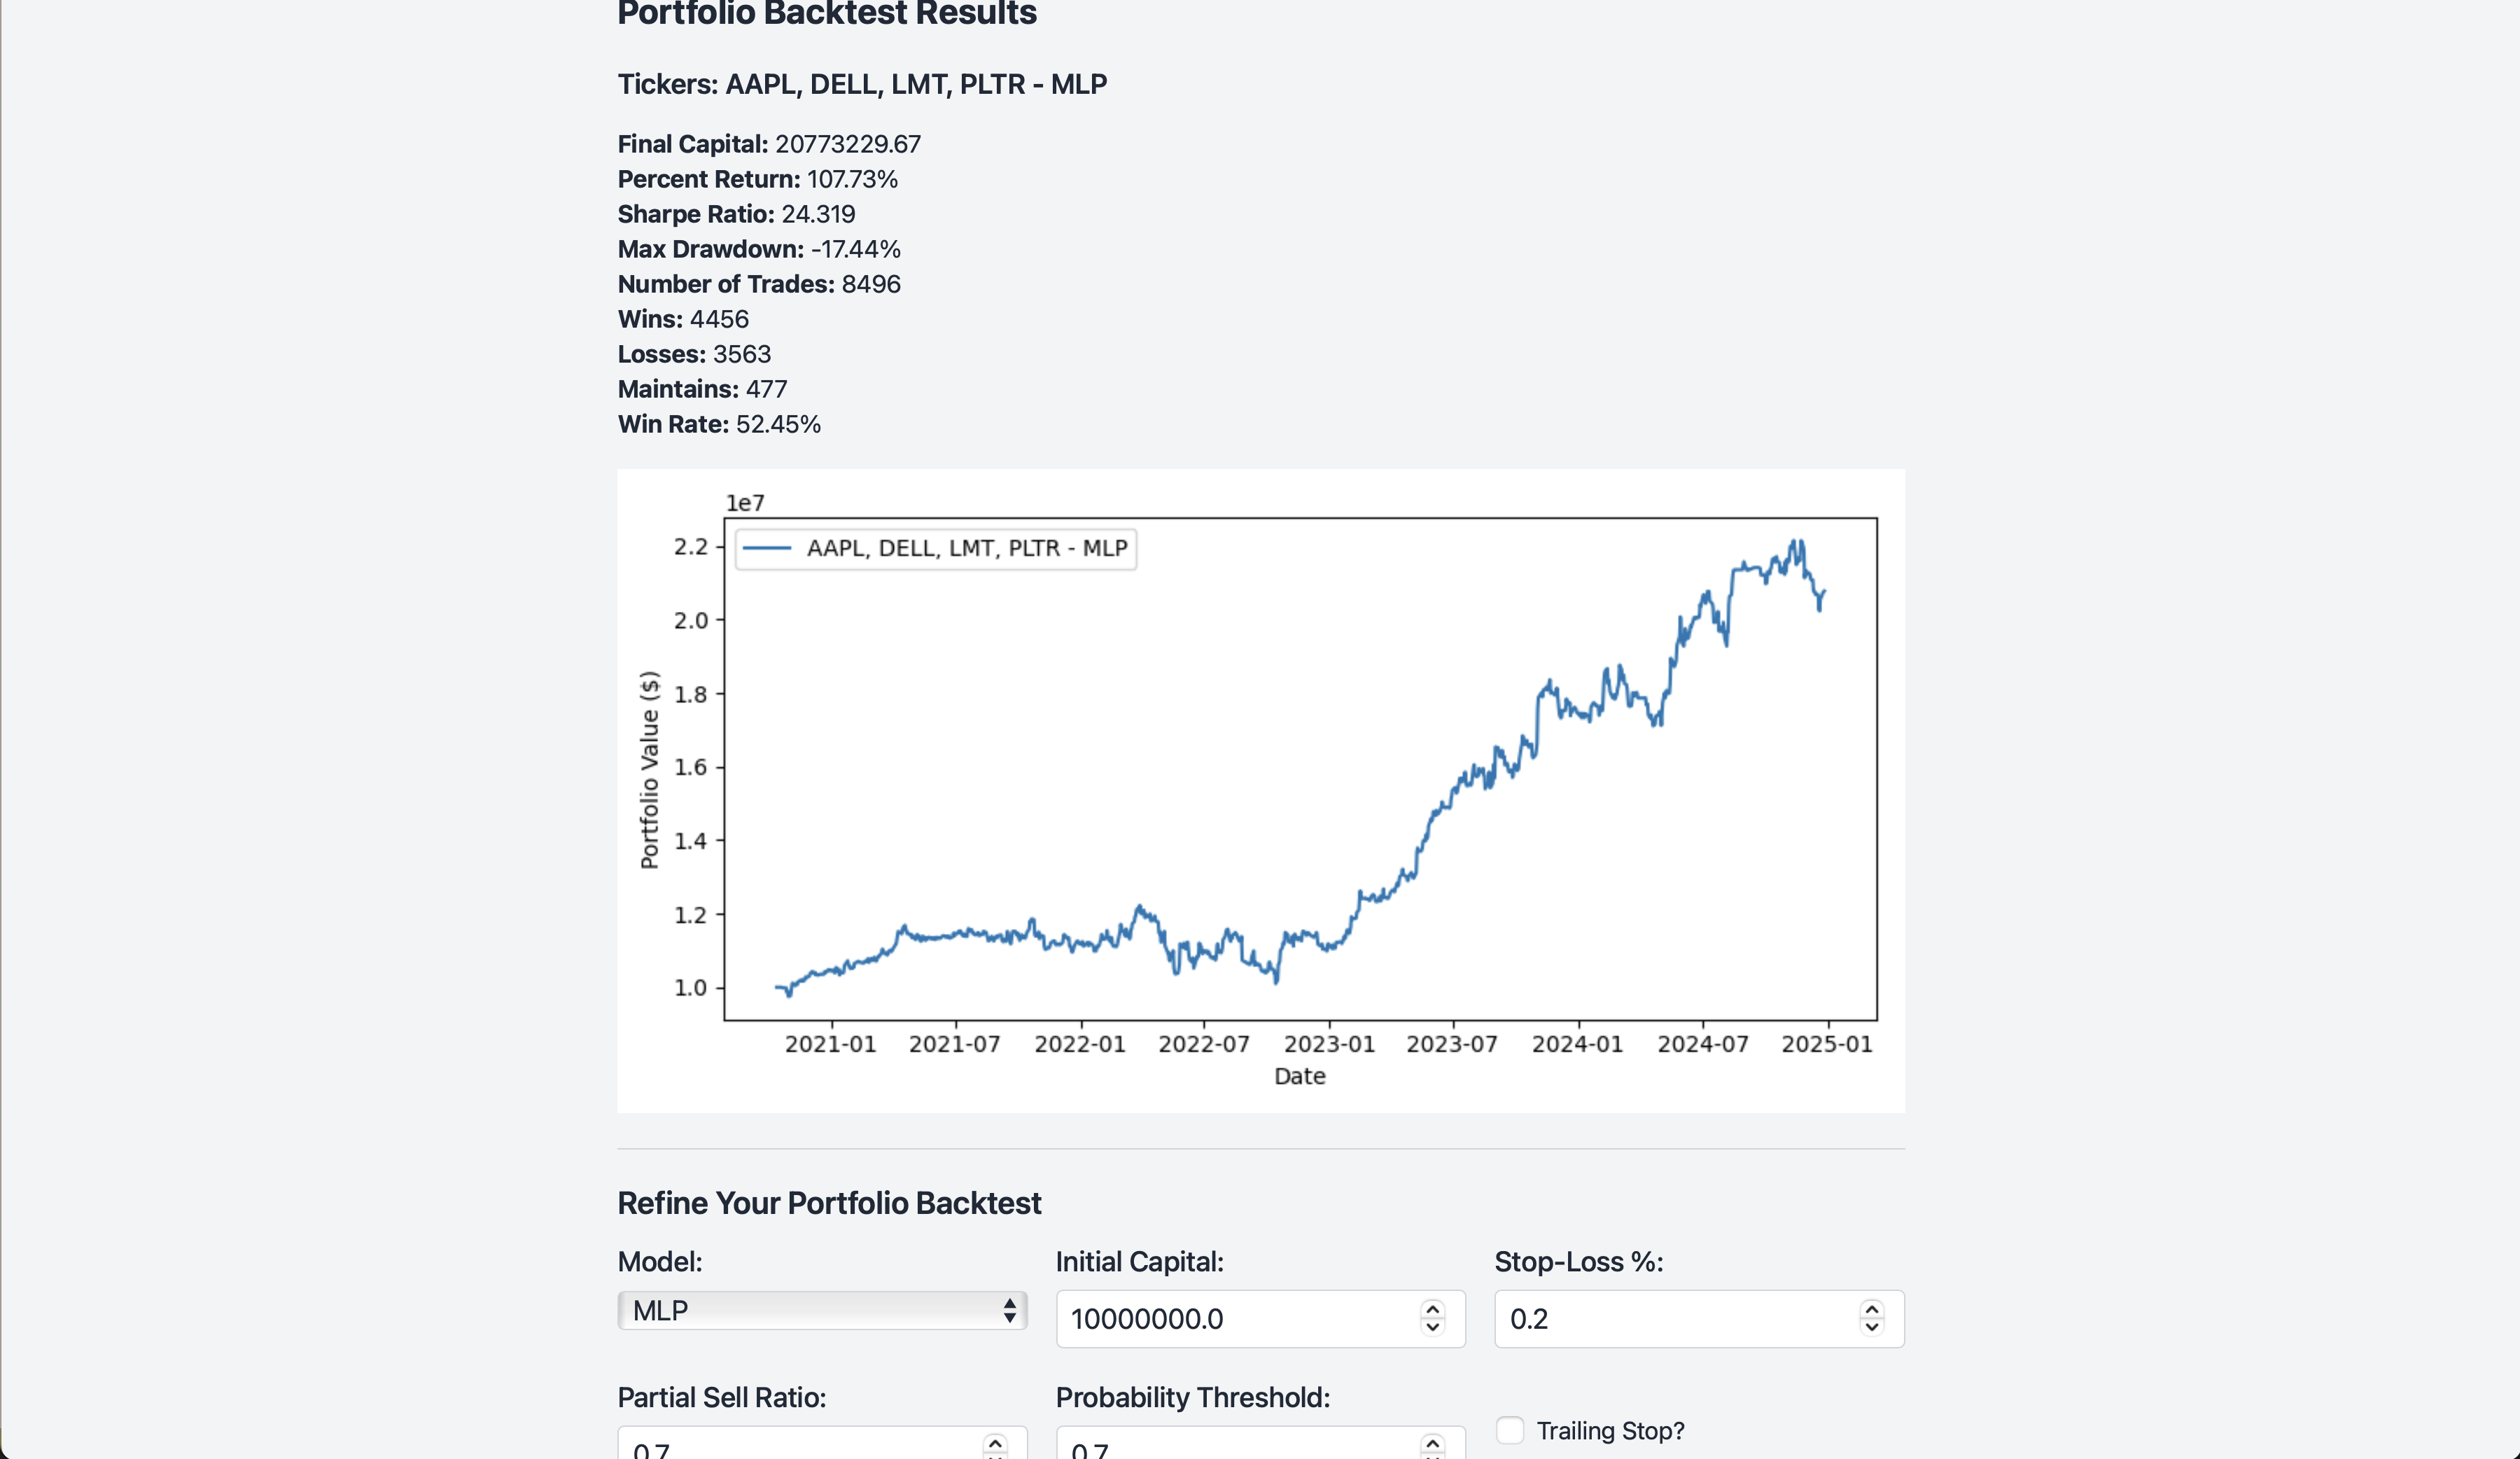 Portfolio Backtest Results
Tickers: AAPL, DELL, LMT, PLTR - MLP
Final Capital: 20773229.67
Percent Return: 107.73%
Sharpe Ratio: 24.319
Max Drawdown: -17.44%
Number of Trades: 8496
Wins: 4456
Losses: 3563
Maintains: 477
Win Rate: 52.45%
1e7
AAPL, DELL, LMT, PLTR - MLP
2.2
2.0
1.8
1.6
1.4
1.2
1.0
Portfolio Value ($)
2021-01 2021-07 2022-01 2022-07 2023-01 2023-07 2024-01 2024-07 2025-01
Date
Refine Your Portfolio Backtest
Model: Initial Capital: Stop-Loss %:
MLP 10000000.0 0.2
Partial Sell Ratio: Probability Threshold:
Trailing Stop?
0.7 0.7